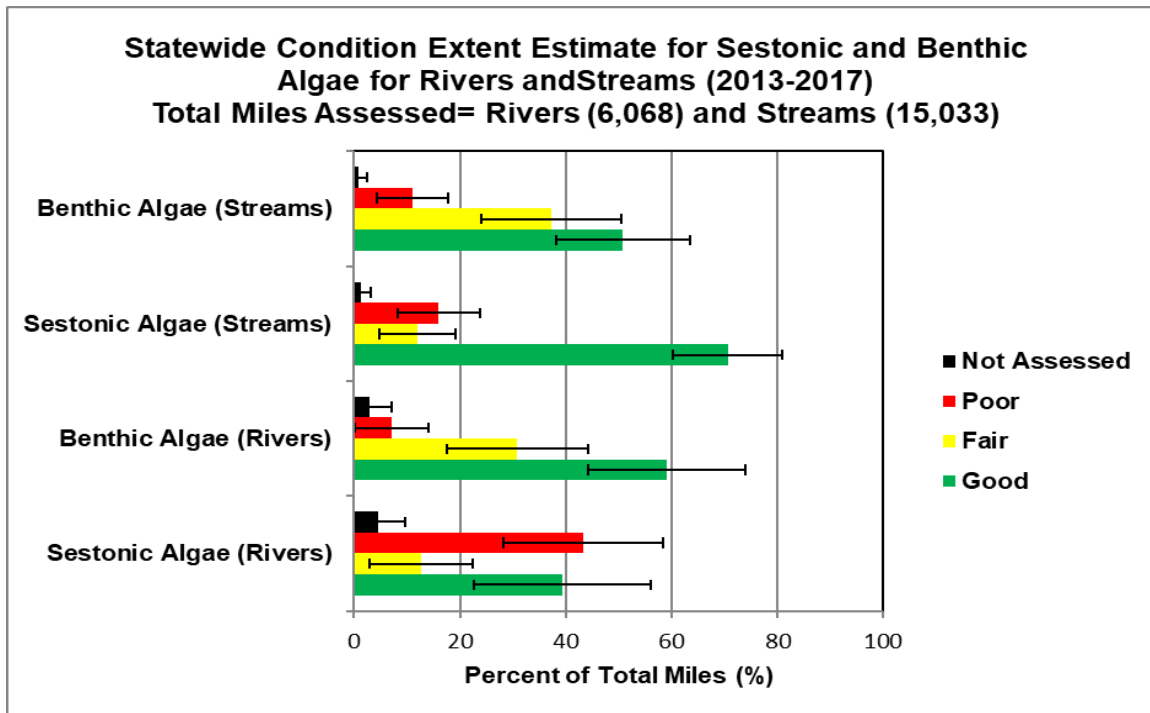 Statewide Condition Extent Estimate for Sestonic and Benthic
Algae for Rivers andStreams (2013-2017)
Total Miles Assessed= Rivers (6,068) and Streams (15,033)
Benthic Algae (Streams)
Sestonic Algae (Streams)
Benthic Algae (Rivers)
Sestonic Algae (Rivers)
Not Assessed
Poor
Fair
Good
0 20 40 60 80 100
Percent of Total Miles (%)